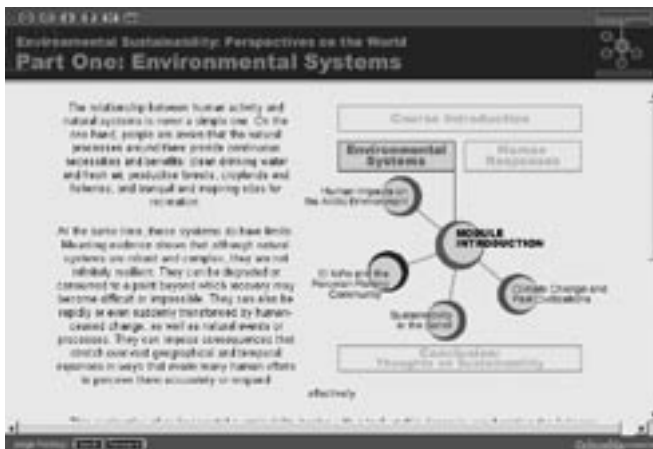 Environmental Sustainability: Perspectives on the World
Part One: Environmental Systems
The relationship between human activity and
natural systems is never a simple one. On the
one hand, people are aware that the natural
processes around them provide continuous
necessities and benefits: clean drinking water
and fresh air, productive forests, croplands and
fisheries, and tranquil and inspiring sites for
recreation.
At the same time, these systems do have limits.
Mounting evidence shows that although natural
systems are robust and complex, they are not
infinitely resilient. They can be degraded or
consumed to a point beyond which recovery may
become difficult or impossible. They can also be
rapidly or even suddenly transformed by human-
caused change, as well as natural events or
processes. They can impose consequences that
stretch over vast geographical and temporal
expanses in ways that evade many human efforts
to perceive them accurately or respond
effectively.
Course Introduction
Environmental
Systems
Human
Responses
Human Impacts on
the Arctic Environment
MODULE
INTRODUCTION
El Niño and the
Peruvian Fishing
Community
Climate Change and
Past Civilizations
Sustainability
in the Sahel
Conclusion:
Thoughts on Sustainability